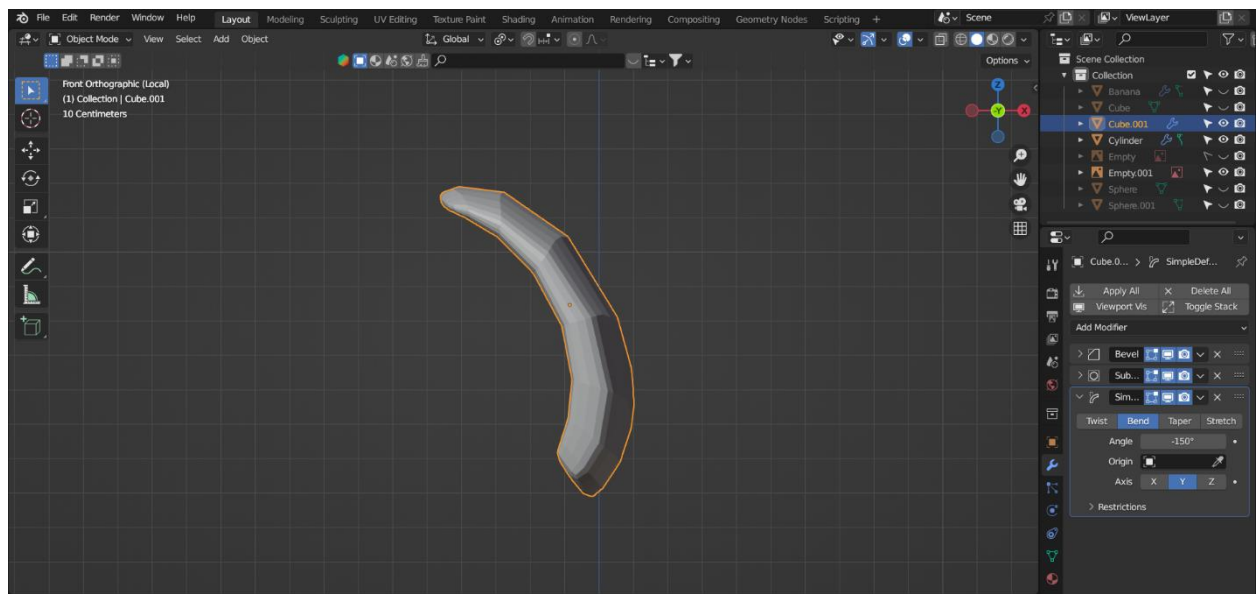 File Edit Render Window Help Layout Modeling Sculpting UV Editing Texture Paint Shading Animation Rendering Compositing Geometry Nodes Scripting + Scene ViewLayer
Object Mode View Select Add Object Global
Options
Front Orthographic (Local)
(1) Collection | Cube.001
10 Centimeters
Z
Y
X
Scene Collection
Collection
Banana
Cube
Cube.001
Cylinder
Empty
Empty.001
Sphere
Sphere.001
Cube.0... > SimpleDef...
Apply All Delete All
Viewport Vis Toggle Stack
Add Modifier
Bevel
Sub...
Sim...
Twist Bend Taper Stretch
Angle -150°
Origin
Axis X Y Z
Restrictions